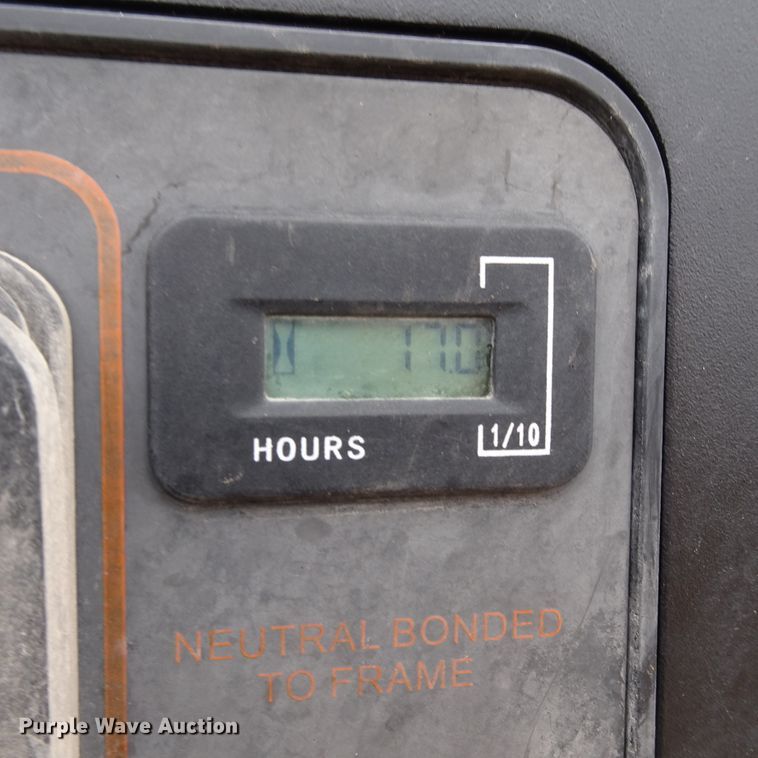 17.0
HOURS
1/10
NEUTRAL BONDED
TO FRAME
Purple Wave Auction